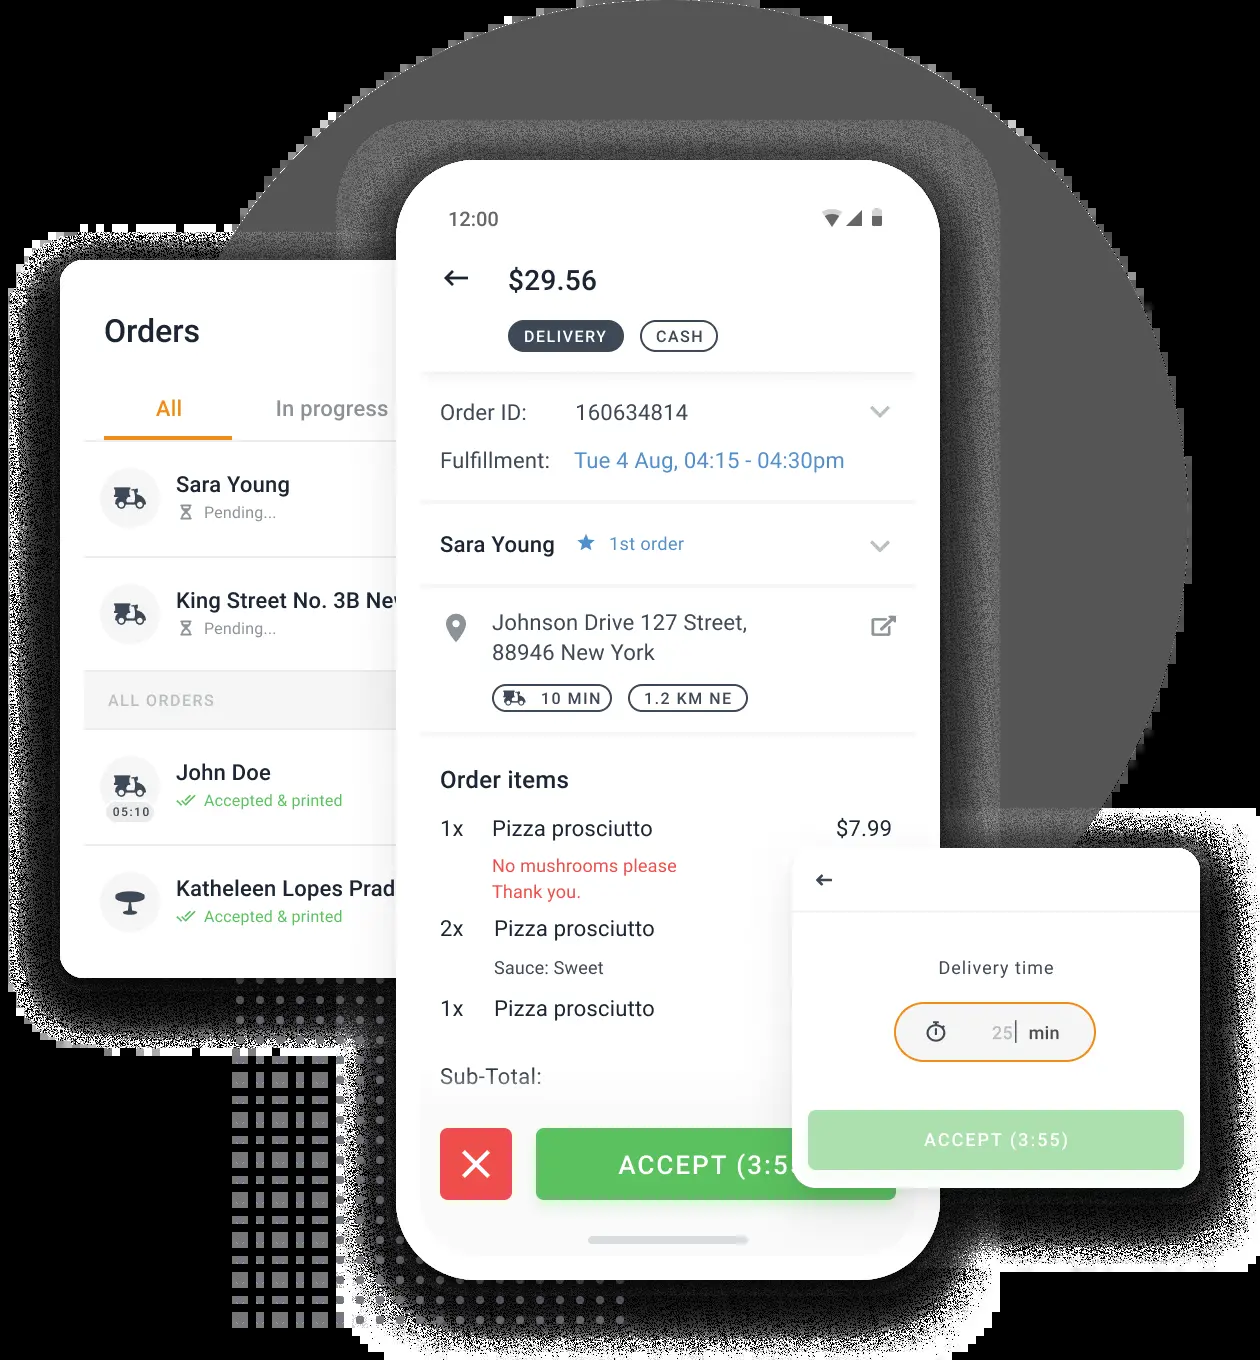 Orders
All
In progress
Sara Young
Pending...
King Street No. 3B
Pending...
ALL ORDERS
John Doe
Accepted & printed
05:10
Katheleen Lopes Prad
Accepted & printed
12:00
$29.56
DELIVERY
CASH
Order ID: 160634814
Fulfillment: Tue 4 Aug, 04:15 - 04:30pm
Sara Young 1st order
Johnson Drive 127 Street,
88946 New York
10 MIN
1.2 KM NE
Order items
1x Pizza prosciutto $7.99
No mushrooms please
Thank you.
2x Pizza prosciutto
Sauce: Sweet
1x Pizza prosciutto
Sub-Total:
ACCEPT (3:5
Delivery time
25 min
ACCEPT (3:55)